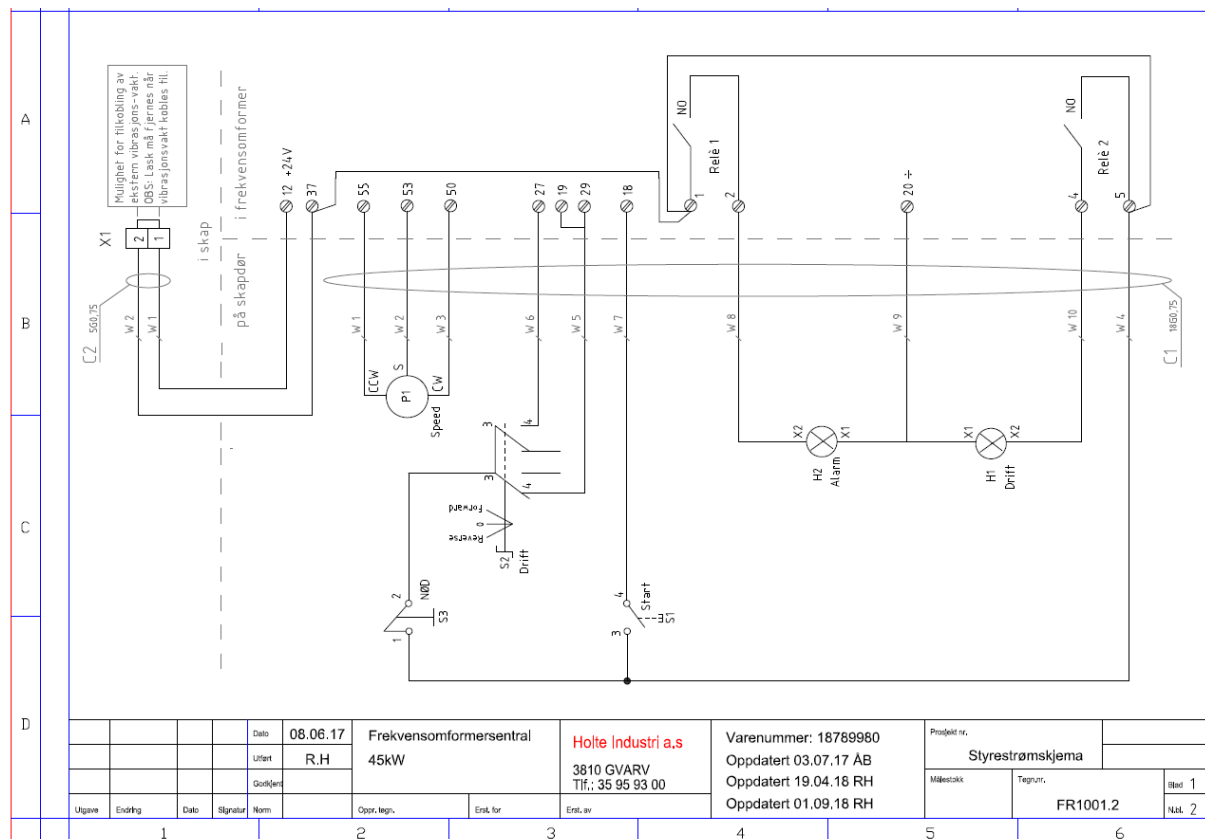 Mulighet for tilkobling av
ekstern vibrasjons-vakt.
OBS: Lask må fjernes når
vibrasjonsvakt kobles til.
X1
2
1
i skap
i frekvensomformer
på skapdør
C2 5G0,75
W 2
W 1
12 +24V
37
55
53
50
27
19
29
18
1
2
20 ÷
4
5
NO
Relè 1
NO
Relè 2
W 1
W 2
W 3
W 6
W 5
W 7
W 8
W 9
W 10
W 4
C1 18G0,75
CCW
S
CW
P1
Speed
3
4
3
4
Forward
0
Reverse
S2
Drift
2
NØD
1
S3
4
Start
3
S1
X2
X1
H2
Alarm
X1
X2
H1
Drift
A
B
C
D
Dato 08.06.17
Utført R.H
Godkjent
Utgave Endring Dato Signatur Norm
Frekvensomformersentral
45kW
Oppr. tegn. Erst. for Erst. av
Holte Industri a,s
3810 GVARV
Tlf,: 35 95 93 00
Varenummer: 18789980
Oppdatert 03.07.17 ÅB
Oppdatert 19.04.18 RH
Oppdatert 01.09.18 RH
Prosjekt nr.
Styrestrømskjema
Målestokk
Tegn.nr.
FR1001.2
Blad 1
N.bl. 2
1 2 3 4 5 6